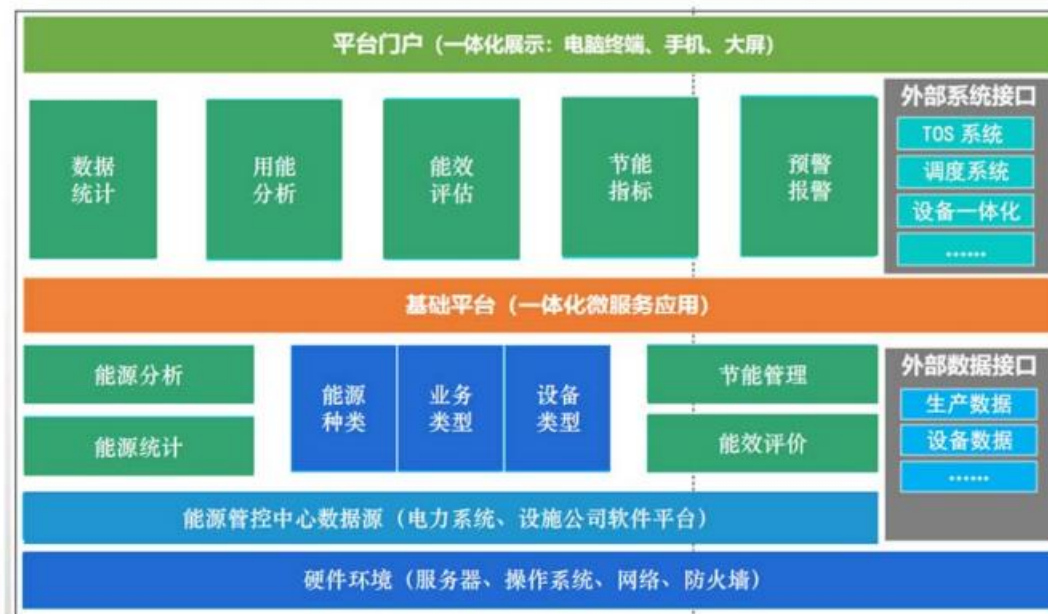 平台门户（一体化展示：电脑终端、手机、大屏）
数据
统计
用能
分析
能效
评估
节能
指标
预警
报警
外部系统接口
TOS 系统
调度系统
设备一体化
......
基础平台（一体化微服务应用）
能源分析
能源统计
能源
种类
业务
类型
设备
类型
节能管理
能效评价
外部数据接口
生产数据
设备数据
......
能源管控中心数据源（电力系统、设施公司软件平台）
硬件环境（服务器、操作系统、网络、防火墙）